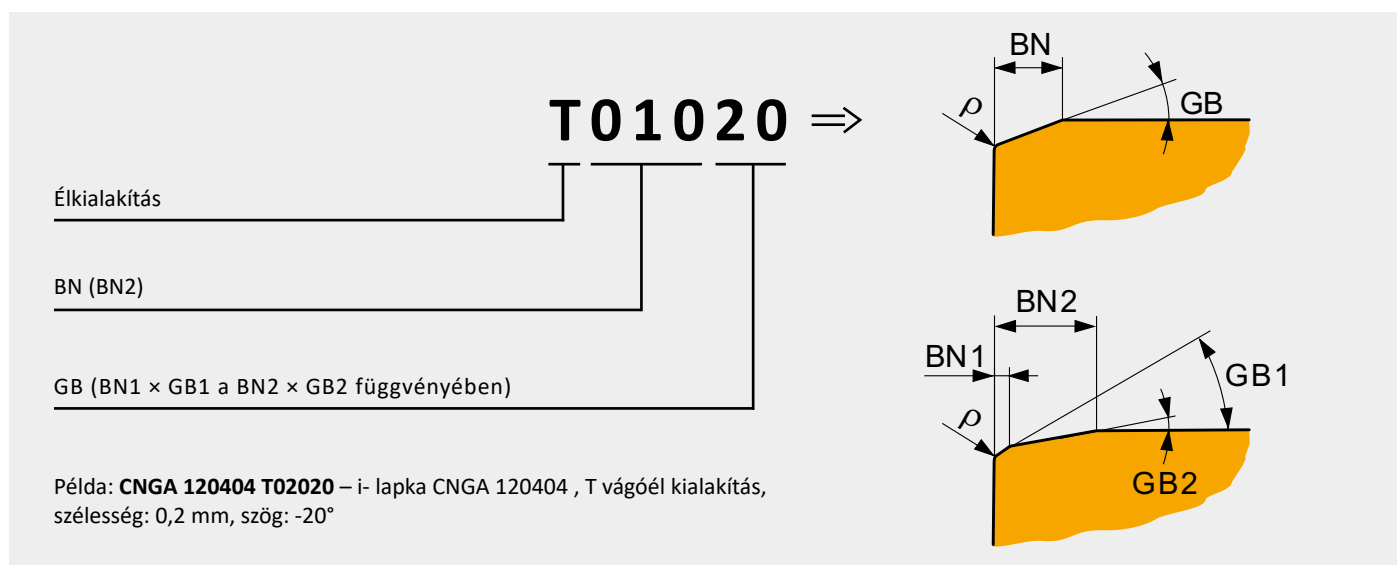 T01020 ⇒
Élkialakítás
BN (BN2)
GB (BN1 × GB1 a BN2 × GB2 függvényében)
Példa: CNGA 120404 T02020 – i- lapka CNGA 120404 , T vágóél kialakítás,
szélesség: 0,2 mm, szög: -20°
BN
ρ
GB
BN2
BN1
GB1
ρ
GB2